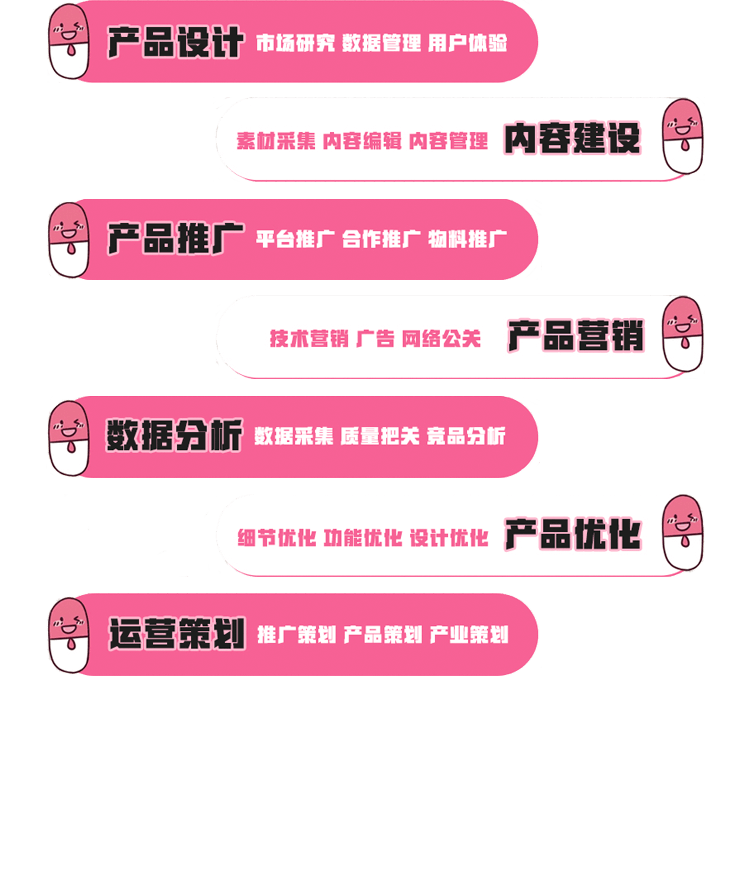 产品设计 市场研究 数据管理 用户体验
素材采集 内容编辑 内容管理 内容建设
产品推广 平台推广 合作推广 物料推广
技术营销 广告 网络公关 产品营销
数据分析 数据采集 质量把关 竞品分析
细节优化 功能优化 设计优化 产品优化
运营策划 推广策划 产品策划 产业策划